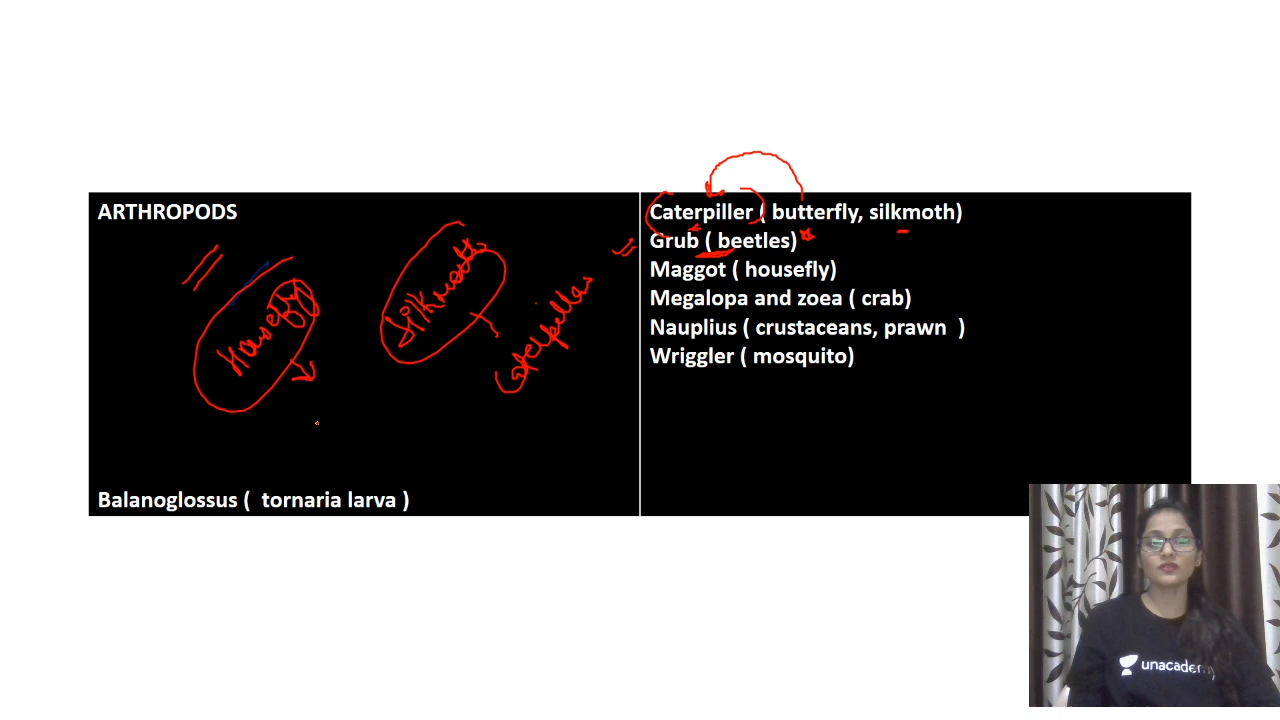 ARTHROPODS
Housefly
Silkmoth
Caterpillar
Balanoglossus ( tornaria larva )
Caterpiller ( butterfly, silkmoth)
Grub ( beetles)
Maggot ( housefly)
Megalopa and zoea ( crab)
Nauplius ( crustaceans, prawn )
Wriggler ( mosquito)
unacademy